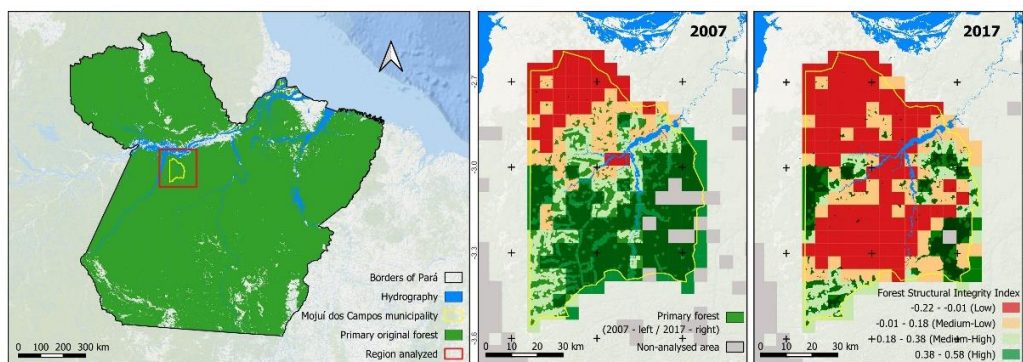 Borders of Pará
Hydrography
Mojuí dos Campos municipality
Primary original forest
Region analyzed
0 100 200 300 km
2007
-2.7
-3.0
-3.3
-3.6
Primary forest
(2007 - left / 2017 - right)
Non-analysed area
0 10 20 30 km
2017
Forest Structural Integrity Index
-0.22 - -0.01 (Low)
-0.01 - 0.18 (Medium-Low)
0.18 - 0.38 (Medium-High)
0.38 - 0.58 (High)
0 10 20 30 km